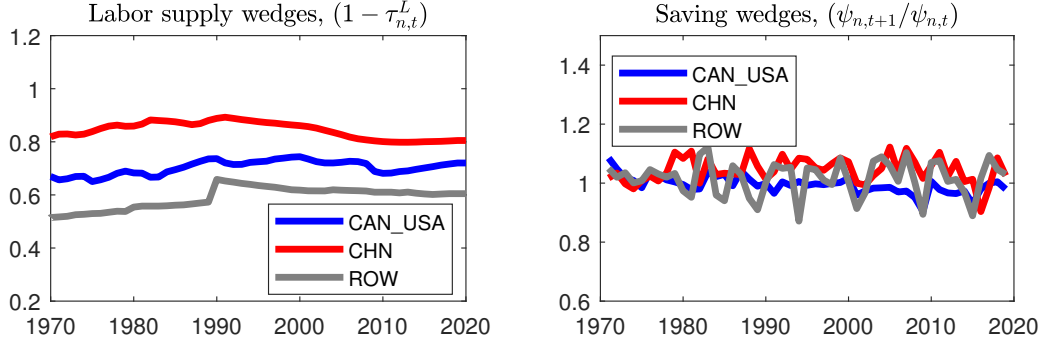 Labor supply wedges, (1 − τ^L_{n,t})
1.2
1
0.8
0.6
0.4
0.2
CAN_USA
CHN
ROW
1970 1980 1990 2000 2010 2020
Saving wedges, (ψ_{n,t+1}/ψ_{n,t})
1.4
1.2
1
0.8
0.6
CAN_USA
CHN
ROW
1970 1980 1990 2000 2010 2020